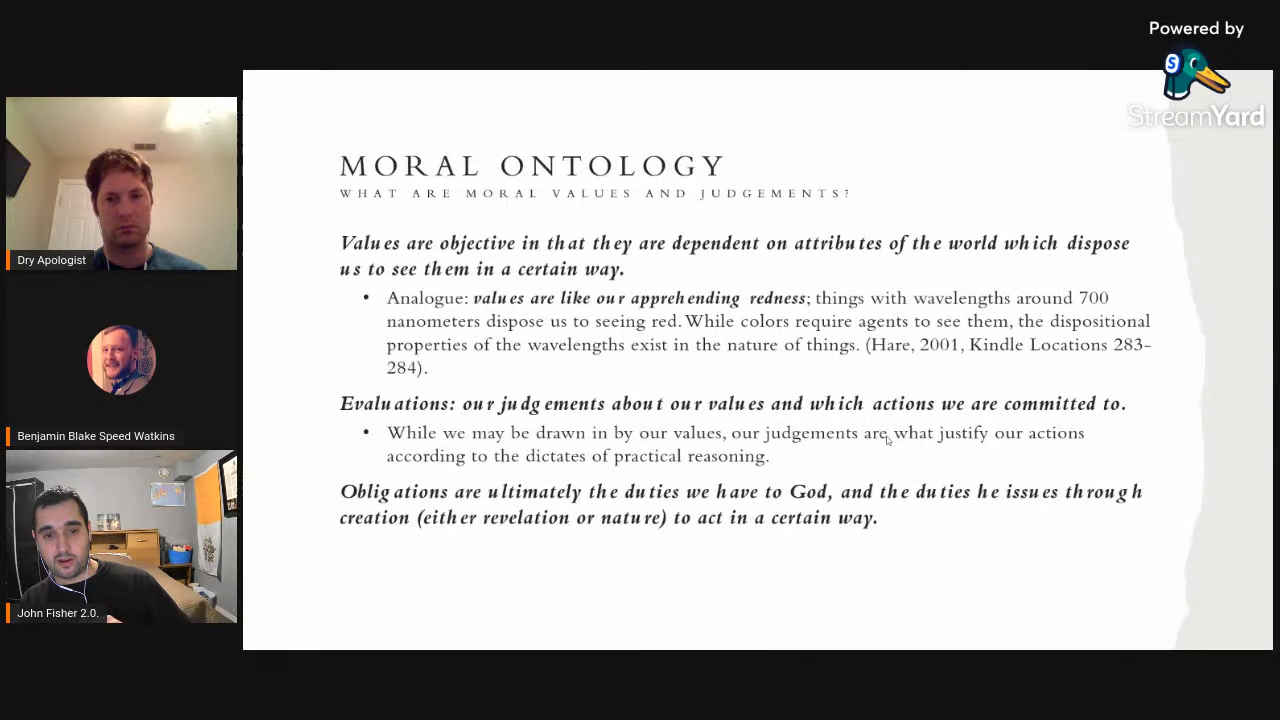 Powered by
S
StreamYard
Dry Apologist
Benjamin Blake Speed Watkins
John Fisher 2.0.
MORAL ONTOLOGY
WHAT ARE MORAL VALUES AND JUDGEMENTS?
Values are objective in that they are dependent on attributes of the world which dispose
us to see them in a certain way.
• Analogue: values are like our apprehending redness; things with wavelengths around 700
nanometers dispose us to seeing red. While colors require agents to see them, the dispositional
properties of the wavelengths exist in the nature of things. (Hare, 2001, Kindle Locations 283-
284).
Evaluations: our judgements about our values and which actions we are committed to.
• While we may be drawn in by our values, our judgements are what justify our actions
according to the dictates of practical reasoning.
Obligations are ultimately the duties we have to God, and the duties he issues through
creation (either revelation or nature) to act in a certain way.